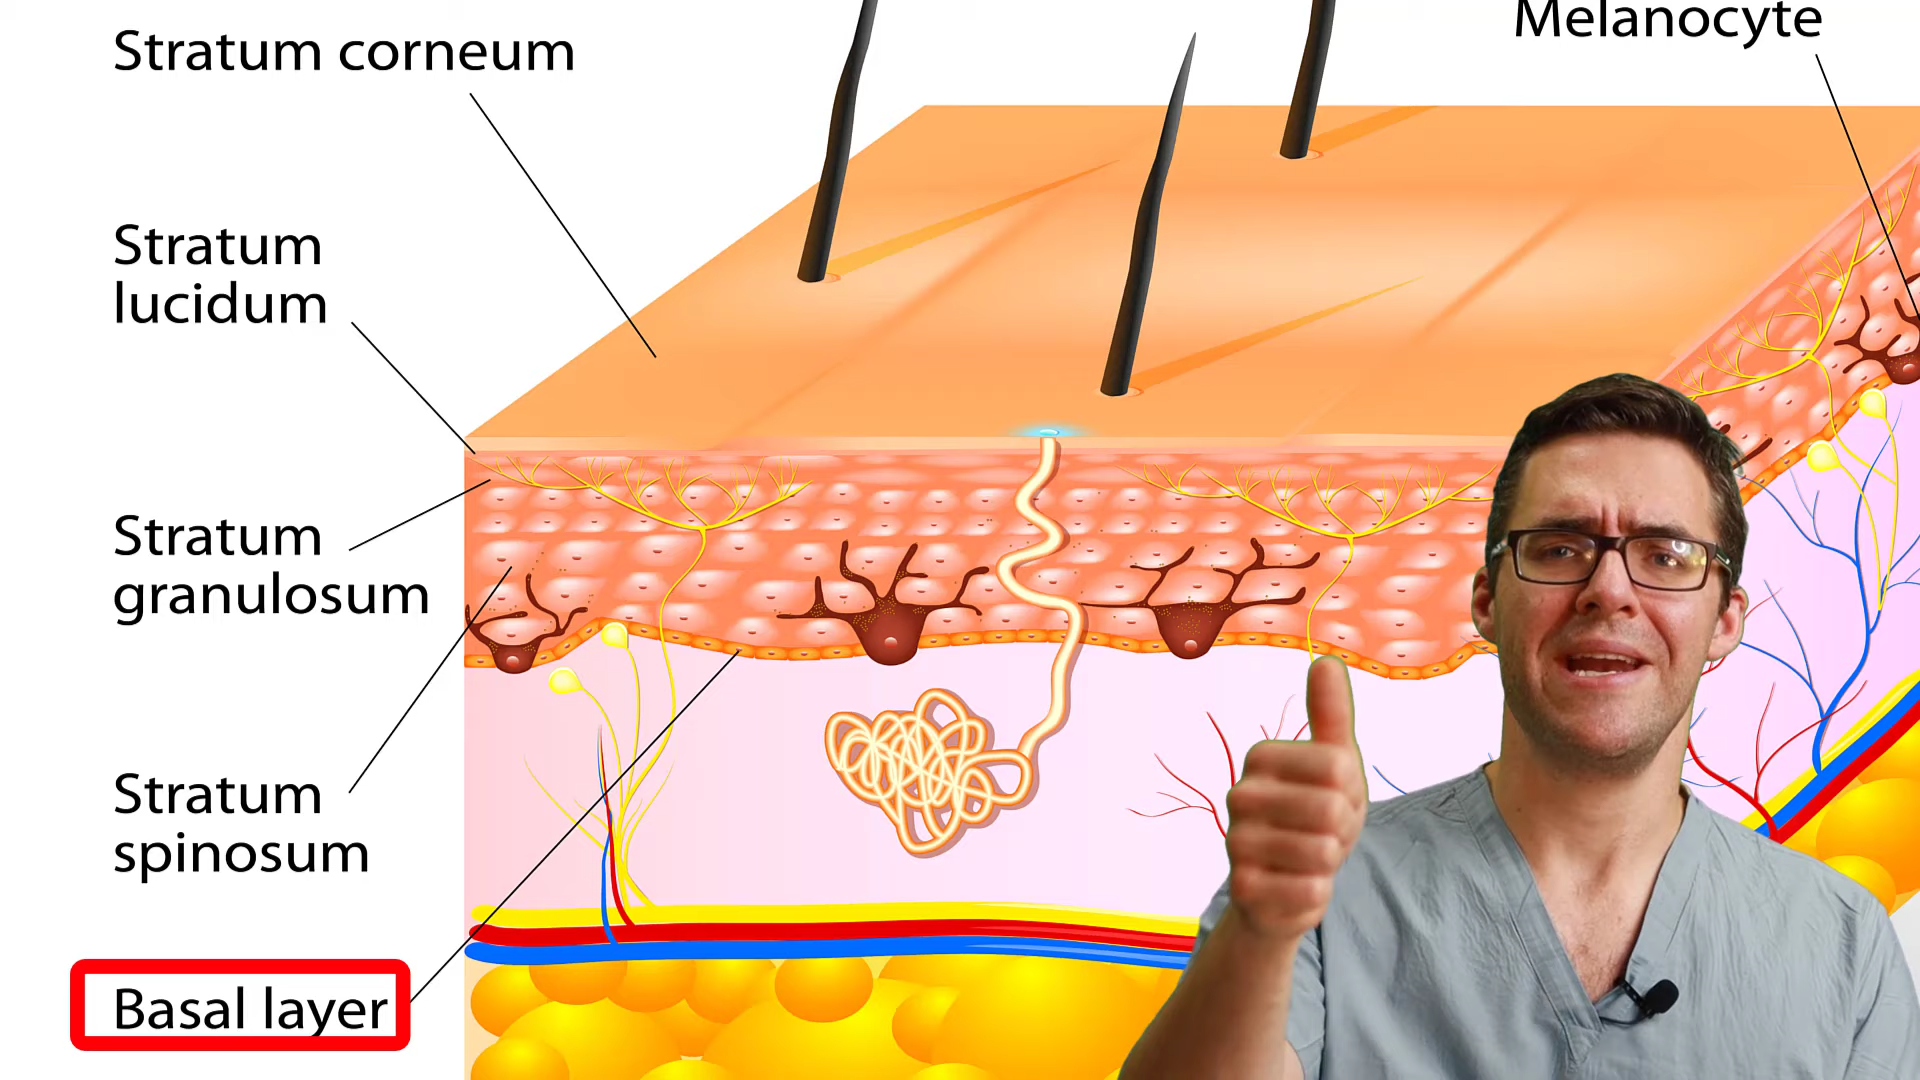 Stratum corneum
Melanocyte
Stratum
lucidum
Stratum
granulosum
Stratum
spinosum
Basal layer